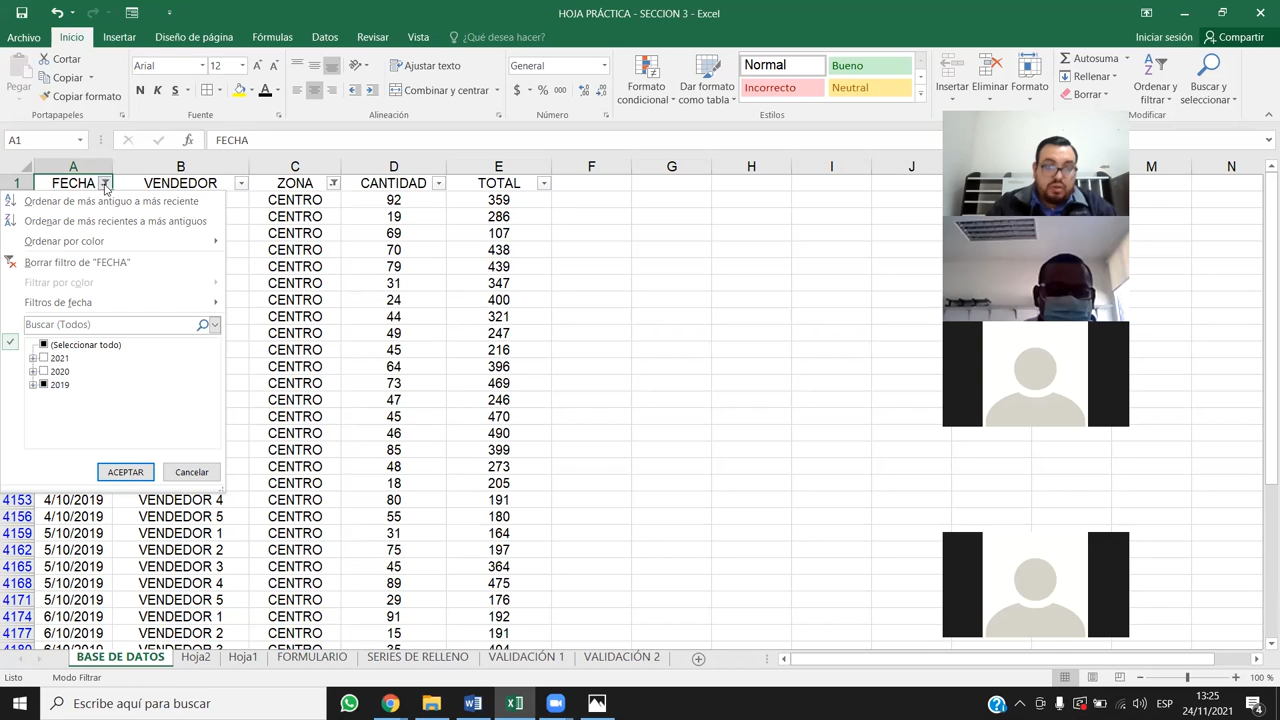 HOJA PRÁCTICA - SECCION 3 - Excel
Archivo Inicio Insertar Diseño de página Fórmulas Datos Revisar Vista ¿Qué desea hacer? Iniciar sesión Compartir
Pegar
Cortar
Copiar
Copiar formato
Portapapeles
Arial 12
N K S A
Fuente
Ajustar texto
Combinar y centrar
Alineación
General
$ % 000
Número
Formato condicional
Dar formato como tabla
Normal Bueno
Incorrecto Neutral
Estilos
Insertar Eliminar Formato
Autosuma
Rellenar
Borrar
Ordenar y filtrar
Buscar y seleccionar
Modificar
A1 fx FECHA
A B C D E F G H I J M N
1 FECHA VENDEDOR ZONA CANTIDAD TOTAL
Ordenar de más antiguo a más reciente
Ordenar de más recientes a más antiguos
Ordenar por color
Borrar filtro de "FECHA"
Filtrar por color
Filtros de fecha
Buscar (Todos)
(Seleccionar todo)
2021
2020
2019
ACEPTAR Cancelar
CENTRO 92 359
CENTRO 19 286
CENTRO 69 107
CENTRO 70 438
CENTRO 79 439
CENTRO 31 347
CENTRO 24 400
CENTRO 44 321
CENTRO 49 247
CENTRO 45 216
CENTRO 64 396
CENTRO 73 469
CENTRO 47 246
CENTRO 45 470
CENTRO 46 490
CENTRO 85 399
CENTRO 48 273
CENTRO 18 205
4153 4/10/2019 VENDEDOR 4 CENTRO 80 191
4156 4/10/2019 VENDEDOR 5 CENTRO 55 180
4159 5/10/2019 VENDEDOR 1 CENTRO 31 164
4162 5/10/2019 VENDEDOR 2 CENTRO 75 197
4165 5/10/2019 VENDEDOR 3 CENTRO 45 364
4168 5/10/2019 VENDEDOR 4 CENTRO 89 475
4171 5/10/2019 VENDEDOR 5 CENTRO 29 176
4174 6/10/2019 VENDEDOR 1 CENTRO 91 192
4177 6/10/2019 VENDEDOR 2 CENTRO 15 191
4180 6/10/2019 VENDEDOR 3 CENTRO 35 404
BASE DE DATOS Hoja2 Hoja1 FORMULARIO SERIES DE RELLENO VALIDACIÓN 1 VALIDACIÓN 2
Listo Modo Filtrar 100 %
Escribe aquí para buscar
ESP
13:25
24/11/2021